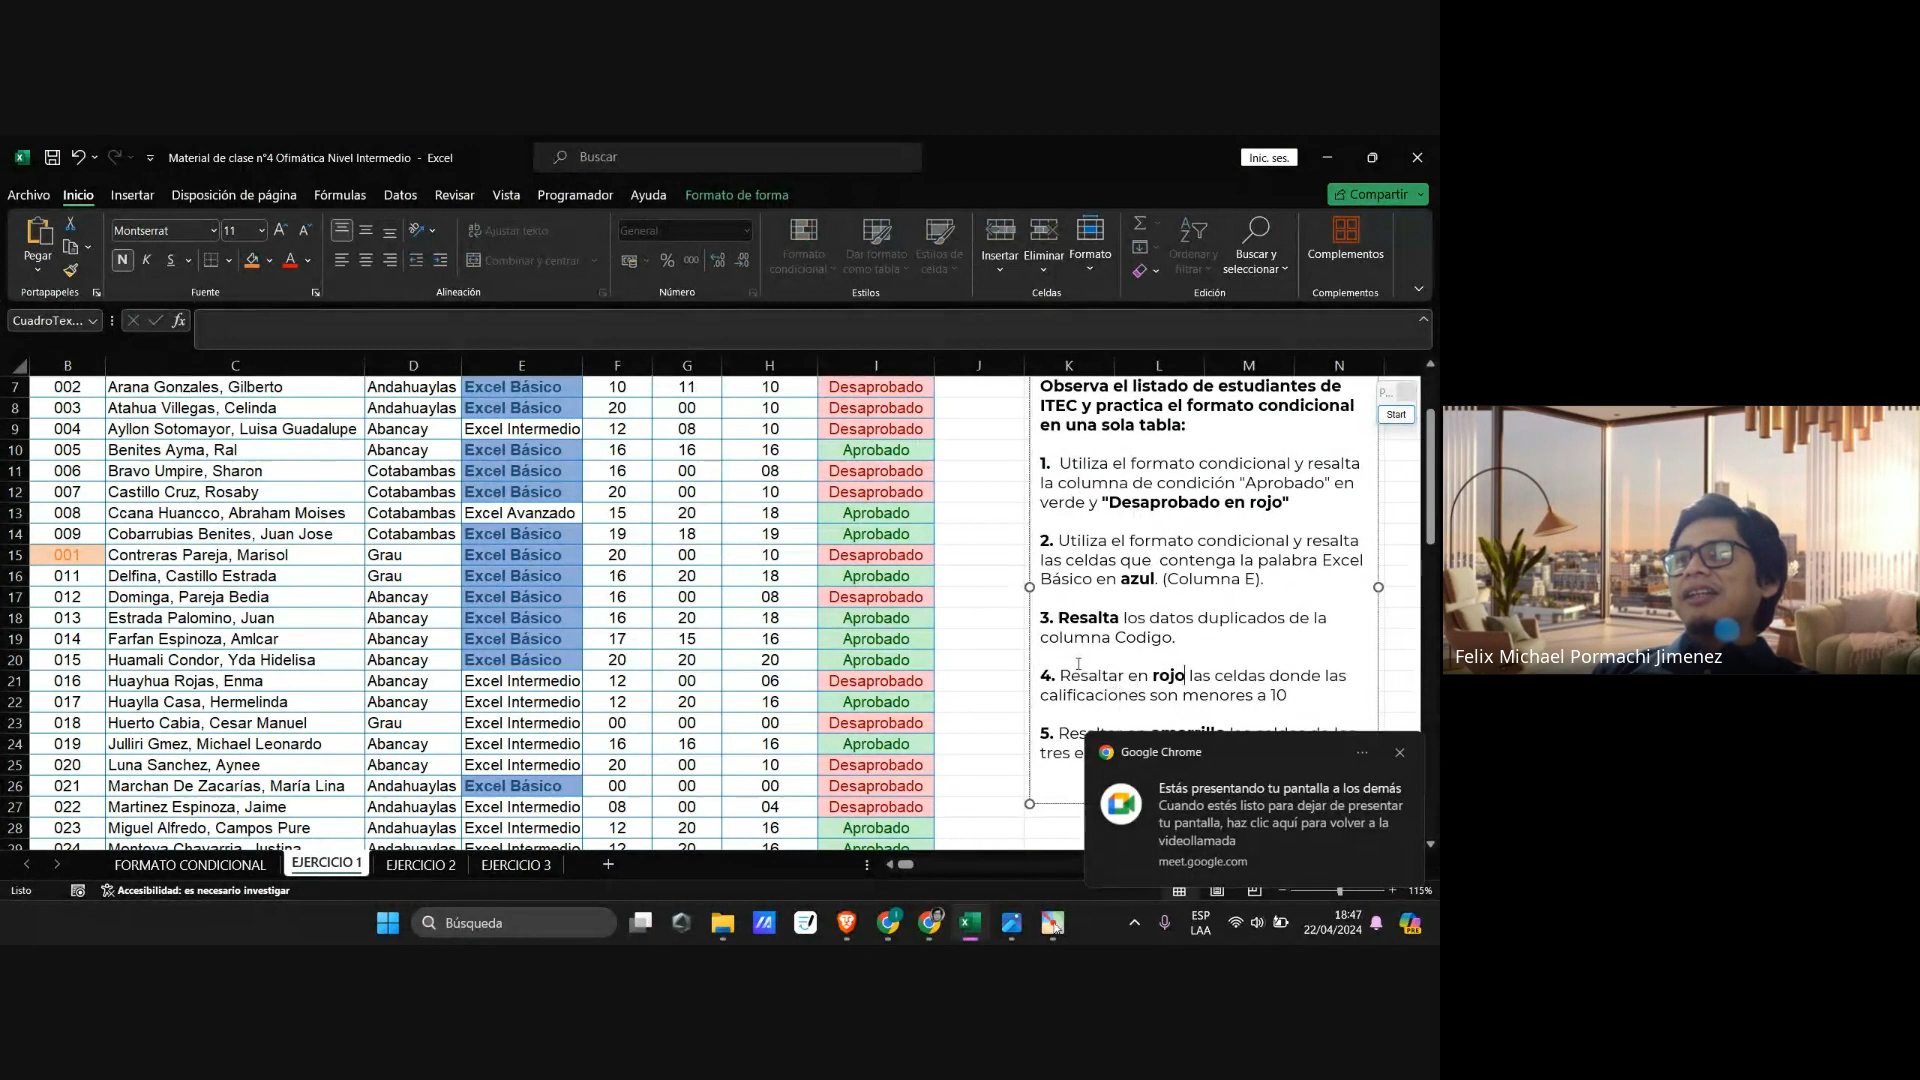 Material de clase n°4 Ofimática Nivel Intermedio - Excel
Buscar
Inic. ses.
Archivo Inicio Insertar Disposición de página Fórmulas Datos Revisar Vista Programador Ayuda Formato de forma
Compartir
Pegar
Portapapeles
Montserrat 11
N K S
Fuente
Ajustar texto
Combinar y centrar
Alineación
General
% 000
Número
Formato condicional
Dar formato como tabla
Estilos de celda
Estilos
Insertar Eliminar Formato
Celdas
Ordenar y filtrar
Buscar y seleccionar
Edición
Complementos
Complementos
CuadroTex...
fx
B C D E F G H I J K L M N
7 002 Arana Gonzales, Gilberto Andahuaylas Excel Básico 10 11 10 Desaprobado
8 003 Atahua Villegas, Celinda Andahuaylas Excel Básico 20 00 10 Desaprobado
9 004 Ayllon Sotomayor, Luisa Guadalupe Abancay Excel Intermedio 12 08 10 Desaprobado
10 005 Benites Ayma, Ral Abancay Excel Básico 16 16 16 Aprobado
11 006 Bravo Umpire, Sharon Cotabambas Excel Básico 16 00 08 Desaprobado
12 007 Castillo Cruz, Rosaby Cotabambas Excel Básico 20 00 10 Desaprobado
13 008 Ccana Huancco, Abraham Moises Cotabambas Excel Avanzado 15 20 18 Aprobado
14 009 Cobarrubias Benites, Juan Jose Cotabambas Excel Básico 19 18 19 Aprobado
15 001 Contreras Pareja, Marisol Grau Excel Básico 20 00 10 Desaprobado
16 011 Delfina, Castillo Estrada Grau Excel Básico 16 20 18 Aprobado
17 012 Dominga, Pareja Bedia Abancay Excel Básico 16 00 08 Desaprobado
18 013 Estrada Palomino, Juan Abancay Excel Básico 16 20 18 Aprobado
19 014 Farfan Espinoza, Amlcar Abancay Excel Básico 17 15 16 Aprobado
20 015 Huamali Condor, Yda Hidelisa Abancay Excel Básico 20 20 20 Aprobado
21 016 Huayhua Rojas, Enma Abancay Excel Intermedio 12 00 06 Desaprobado
22 017 Huaylla Casa, Hermelinda Abancay Excel Intermedio 12 20 16 Aprobado
23 018 Huerto Cabia, Cesar Manuel Grau Excel Intermedio 00 00 00 Desaprobado
24 019 Julliri Gmez, Michael Leonardo Abancay Excel Intermedio 16 16 16 Aprobado
25 020 Luna Sanchez, Aynee Abancay Excel Intermedio 20 00 10 Desaprobado
26 021 Marchan De Zacarías, María Lina Andahuaylas Excel Básico 00 00 00 Desaprobado
27 022 Martinez Espinoza, Jaime Andahuaylas Excel Intermedio 08 00 04 Desaprobado
28 023 Miguel Alfredo, Campos Pure Andahuaylas Excel Intermedio 12 20 16 Aprobado
29 024 Montoya Chavarria, Justina Andahuaylas Excel Intermedio 12 20 16 Aprobado
Observa el listado de estudiantes de
ITEC y practica el formato condicional
en una sola tabla:
1. Utiliza el formato condicional y resalta
la columna de condición "Aprobado" en
verde y "Desaprobado en rojo"
2. Utiliza el formato condicional y resalta
las celdas que contenga la palabra Excel
Básico en azul. (Columna E).
3. Resalta los datos duplicados de la
columna Codigo.
4. Resaltar en rojo las celdas donde las
calificaciones son menores a 10
5.
tres
P...
Start
Google Chrome
Estás presentando tu pantalla a los demás
Cuando estés listo para dejar de presentar
tu pantalla, haz clic aquí para volver a la
videollamada
meet.google.com
FORMATO CONDICIONAL EJERCICIO 1 EJERCICIO 2 EJERCICIO 3
Listo Accesibilidad: es necesario investigar
115%
Búsqueda
ESP
LAA
18:47
22/04/2024
PRE
Felix Michael Pormachi Jimenez